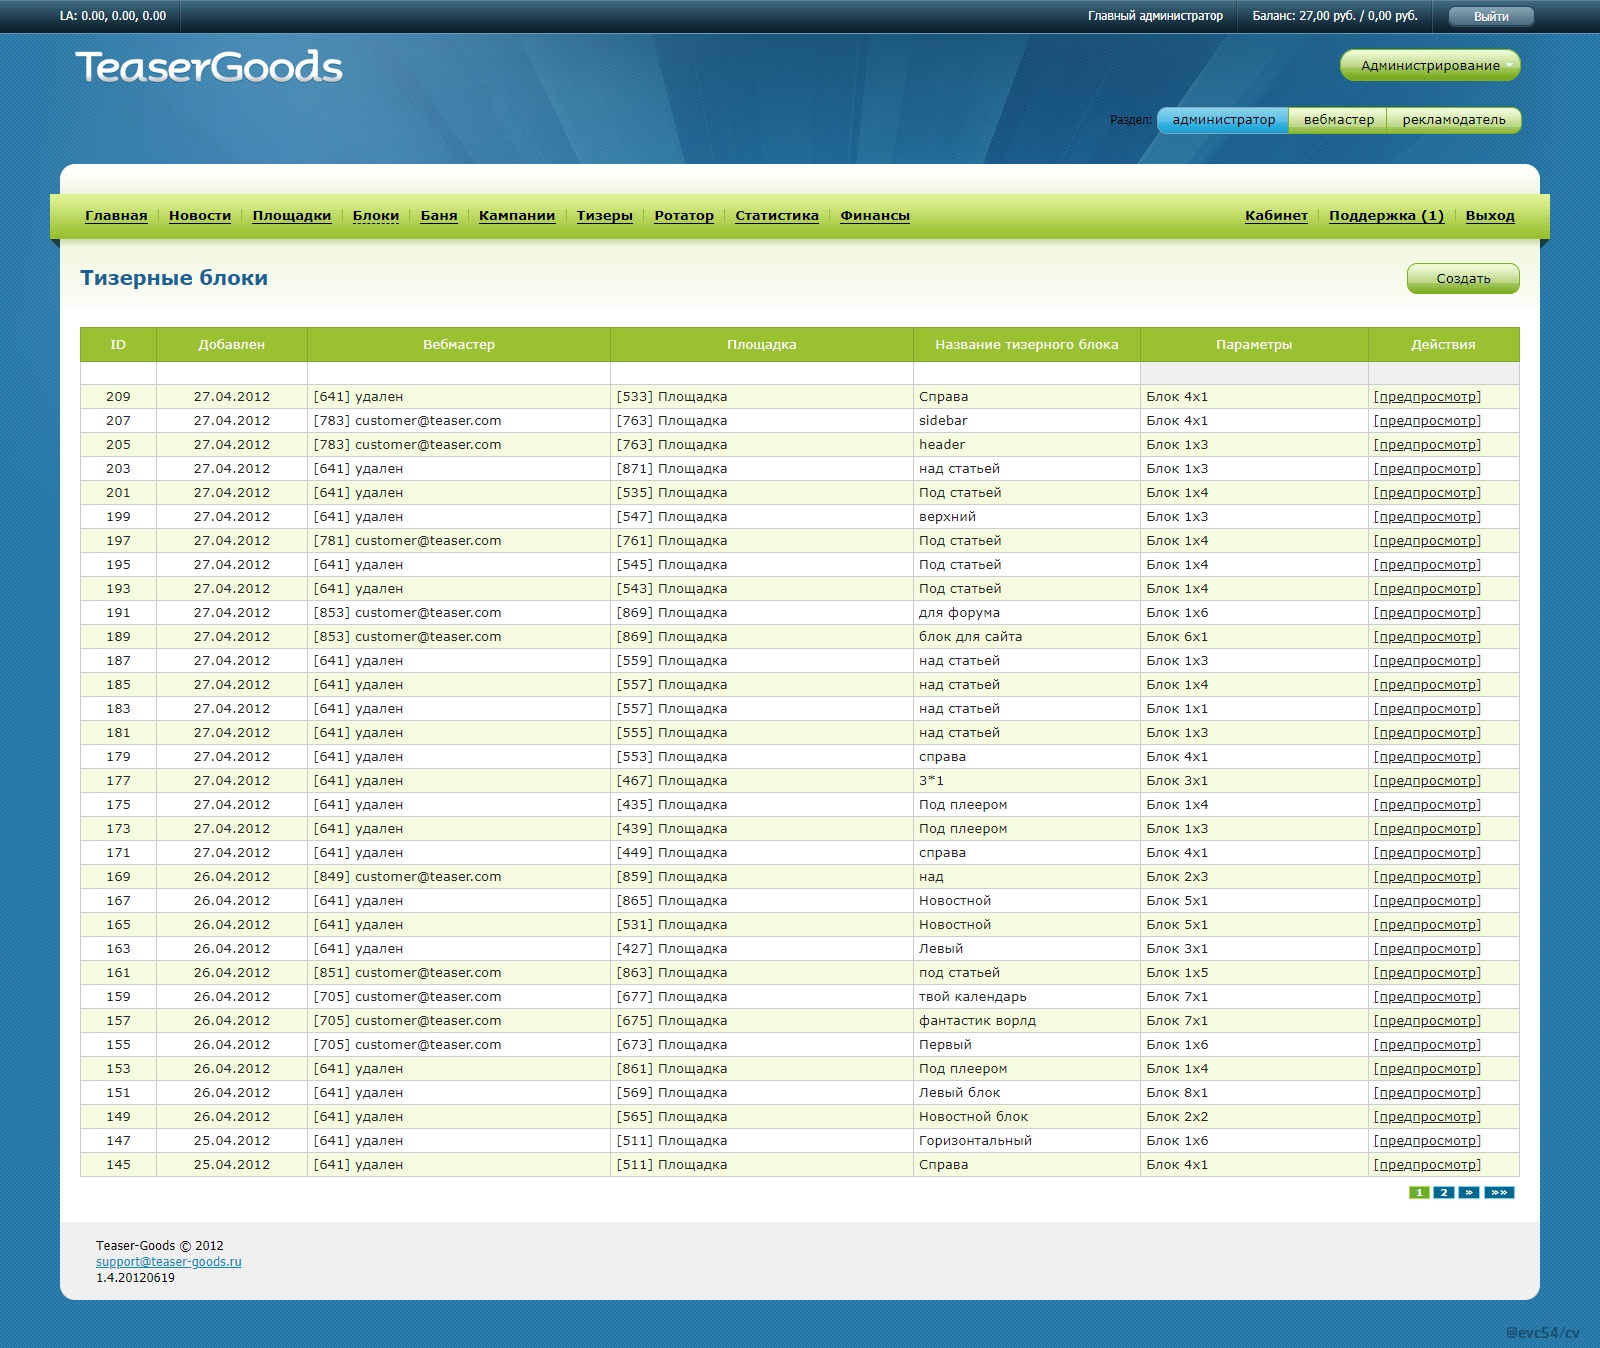 LA: 0.00, 0.00, 0.00 Главный администратор Баланс: 27,00 руб. / 0,00 руб. Выйти
TeaserGoods
Администрирование
Раздел: администратор вебмастер рекламодатель
Главная Новости Площадки Блоки Баня Кампании Тизеры Ротатор Статистика Финансы Кабинет Поддержка (1) Выход
Тизерные блоки Создать
ID Добавлен Вебмастер Площадка Название тизерного блока Параметры Действия
209 27.04.2012 [641] удален [533] Площадка Справа Блок 4x1 [предпросмотр]
207 27.04.2012 [783] customer@teaser.com [763] Площадка sidebar Блок 4x1 [предпросмотр]
205 27.04.2012 [783] customer@teaser.com [763] Площадка header Блок 1x3 [предпросмотр]
203 27.04.2012 [641] удален [871] Площадка над статьей Блок 1x3 [предпросмотр]
201 27.04.2012 [641] удален [535] Площадка Под статьей Блок 1x4 [предпросмотр]
199 27.04.2012 [641] удален [547] Площадка верхний Блок 1x3 [предпросмотр]
197 27.04.2012 [781] customer@teaser.com [761] Площадка Под статьей Блок 1x4 [предпросмотр]
195 27.04.2012 [641] удален [545] Площадка Под статьей Блок 1x4 [предпросмотр]
193 27.04.2012 [641] удален [543] Площадка Под статьей Блок 1x4 [предпросмотр]
191 27.04.2012 [853] customer@teaser.com [869] Площадка для форума Блок 1x6 [предпросмотр]
189 27.04.2012 [853] customer@teaser.com [869] Площадка блок для сайта Блок 6x1 [предпросмотр]
187 27.04.2012 [641] удален [559] Площадка над статьей Блок 1x3 [предпросмотр]
185 27.04.2012 [641] удален [557] Площадка над статьей Блок 1x4 [предпросмотр]
183 27.04.2012 [641] удален [557] Площадка над статьей Блок 1x1 [предпросмотр]
181 27.04.2012 [641] удален [555] Площадка над статьей Блок 1x3 [предпросмотр]
179 27.04.2012 [641] удален [553] Площадка справа Блок 4x1 [предпросмотр]
177 27.04.2012 [641] удален [467] Площадка 3*1 Блок 3x1 [предпросмотр]
175 27.04.2012 [641] удален [435] Площадка Под плеером Блок 1x4 [предпросмотр]
173 27.04.2012 [641] удален [439] Площадка Под плеером Блок 1x3 [предпросмотр]
171 27.04.2012 [641] удален [449] Площадка справа Блок 4x1 [предпросмотр]
169 26.04.2012 [849] customer@teaser.com [859] Площадка над Блок 2x3 [предпросмотр]
167 26.04.2012 [641] удален [865] Площадка Новостной Блок 5x1 [предпросмотр]
165 26.04.2012 [641] удален [531] Площадка Новостной Блок 5x1 [предпросмотр]
163 26.04.2012 [641] удален [427] Площадка Левый Блок 3x1 [предпросмотр]
161 26.04.2012 [851] customer@teaser.com [863] Площадка под статьей Блок 1x5 [предпросмотр]
159 26.04.2012 [705] customer@teaser.com [677] Площадка твой календарь Блок 7x1 [предпросмотр]
157 26.04.2012 [705] customer@teaser.com [675] Площадка фантастик ворлд Блок 7x1 [предпросмотр]
155 26.04.2012 [705] customer@teaser.com [673] Площадка Первый Блок 1x6 [предпросмотр]
153 26.04.2012 [641] удален [861] Площадка Под плеером Блок 1x4 [предпросмотр]
151 26.04.2012 [641] удален [569] Площадка Левый блок Блок 8x1 [предпросмотр]
149 26.04.2012 [641] удален [565] Площадка Новостной блок Блок 2x2 [предпросмотр]
147 25.04.2012 [641] удален [511] Площадка Горизонтальный Блок 1x6 [предпросмотр]
145 25.04.2012 [641] удален [511] Площадка Справа Блок 4x1 [предпросмотр]
1 2 » »»
Teaser-Goods © 2012
support@teaser-goods.ru
1.4.20120619
@evc54/cv